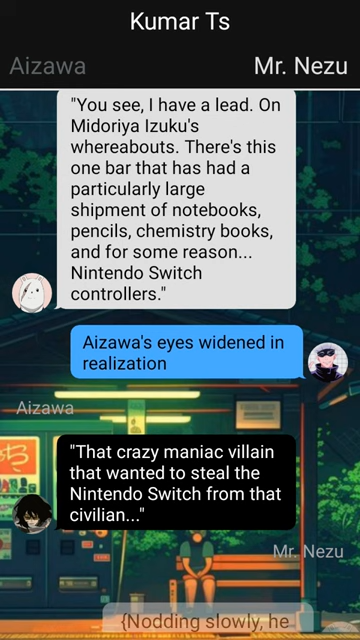 Kumar Ts
Aizawa
Mr. Nezu
"You see, I have a lead. On
Midoriya Izuku's
whereabouts. There's this
one bar that has had a
particularly large
shipment of notebooks,
pencils, chemistry books,
and for some reason...
Nintendo Switch
controllers."
Aizawa's eyes widened in
realization
Aizawa
"That crazy maniac villain
that wanted to steal the
Nintendo Switch from that
civilian..."
Mr. Nezu
{Nodding slowly, he